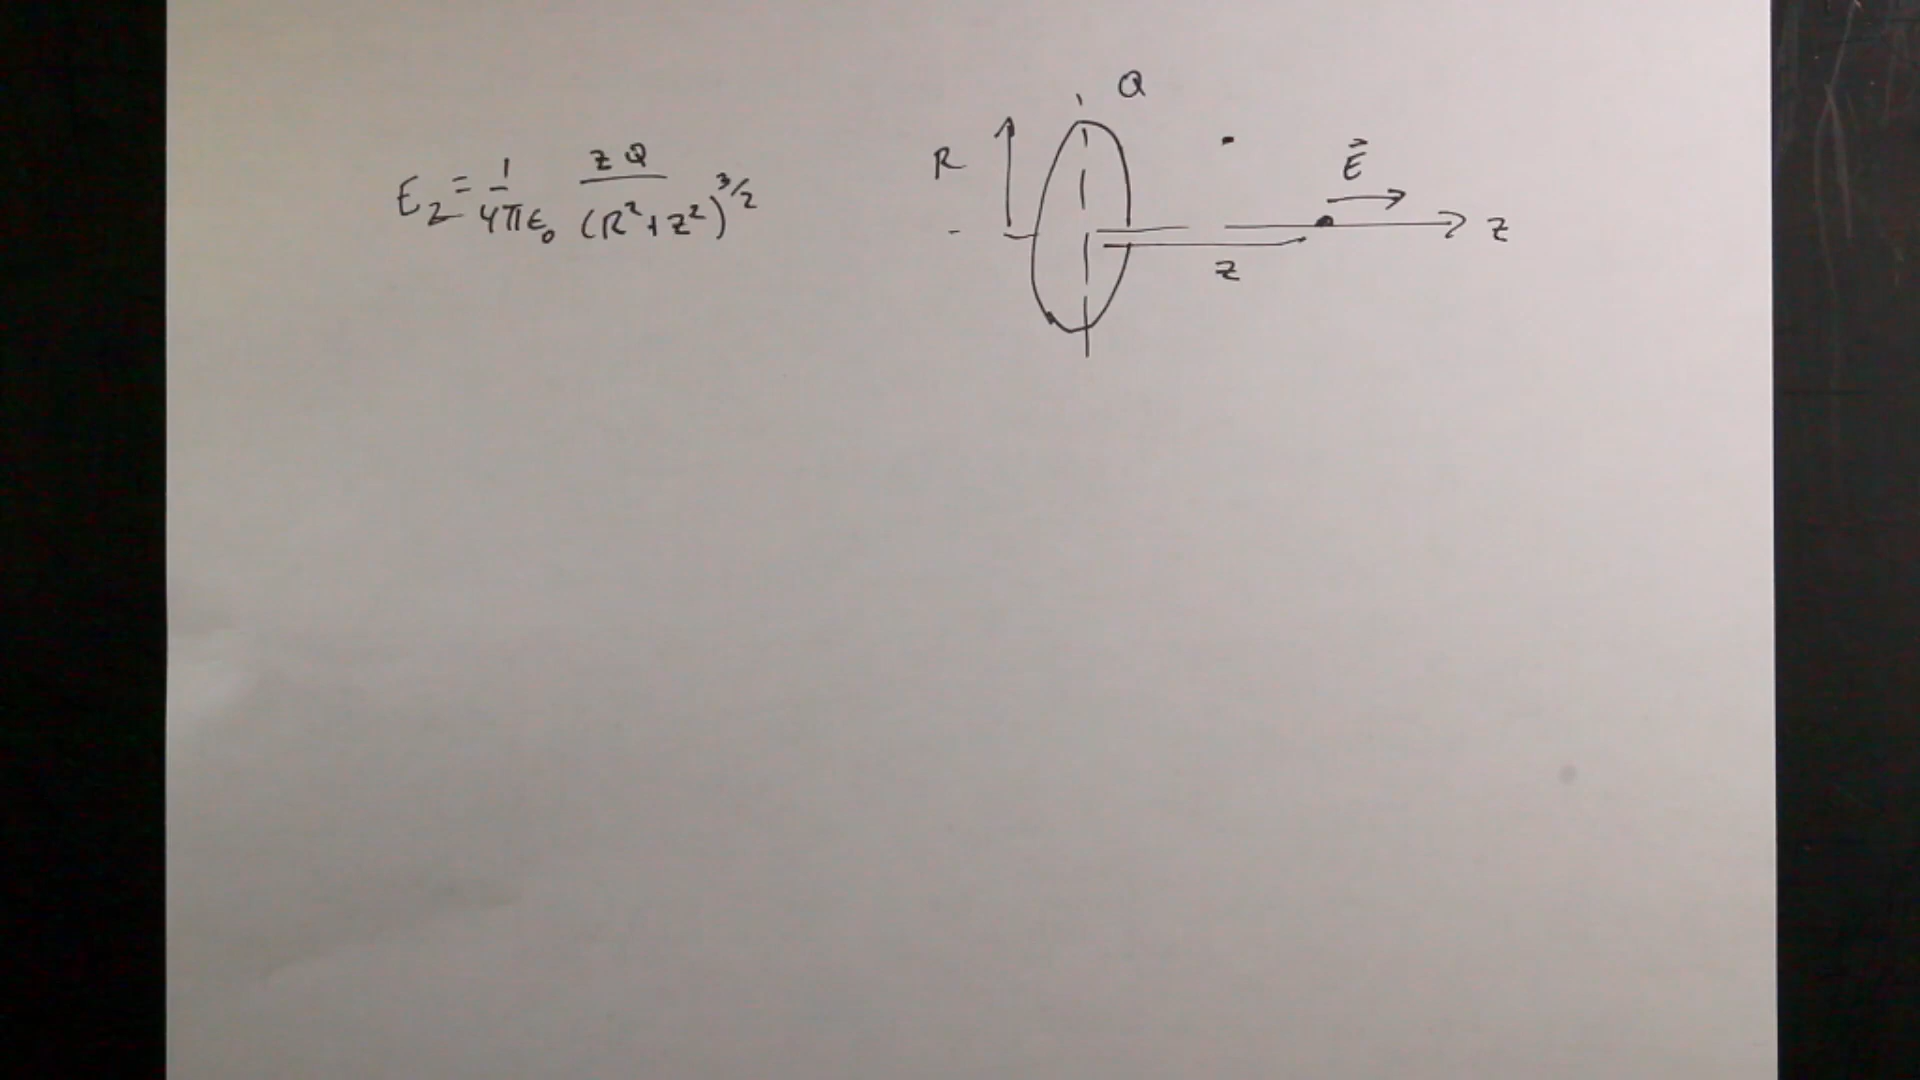 E_z = 1/4πϵ₀ zQ/(R²+z²)^3/2
Q
R
E⃗
z
z